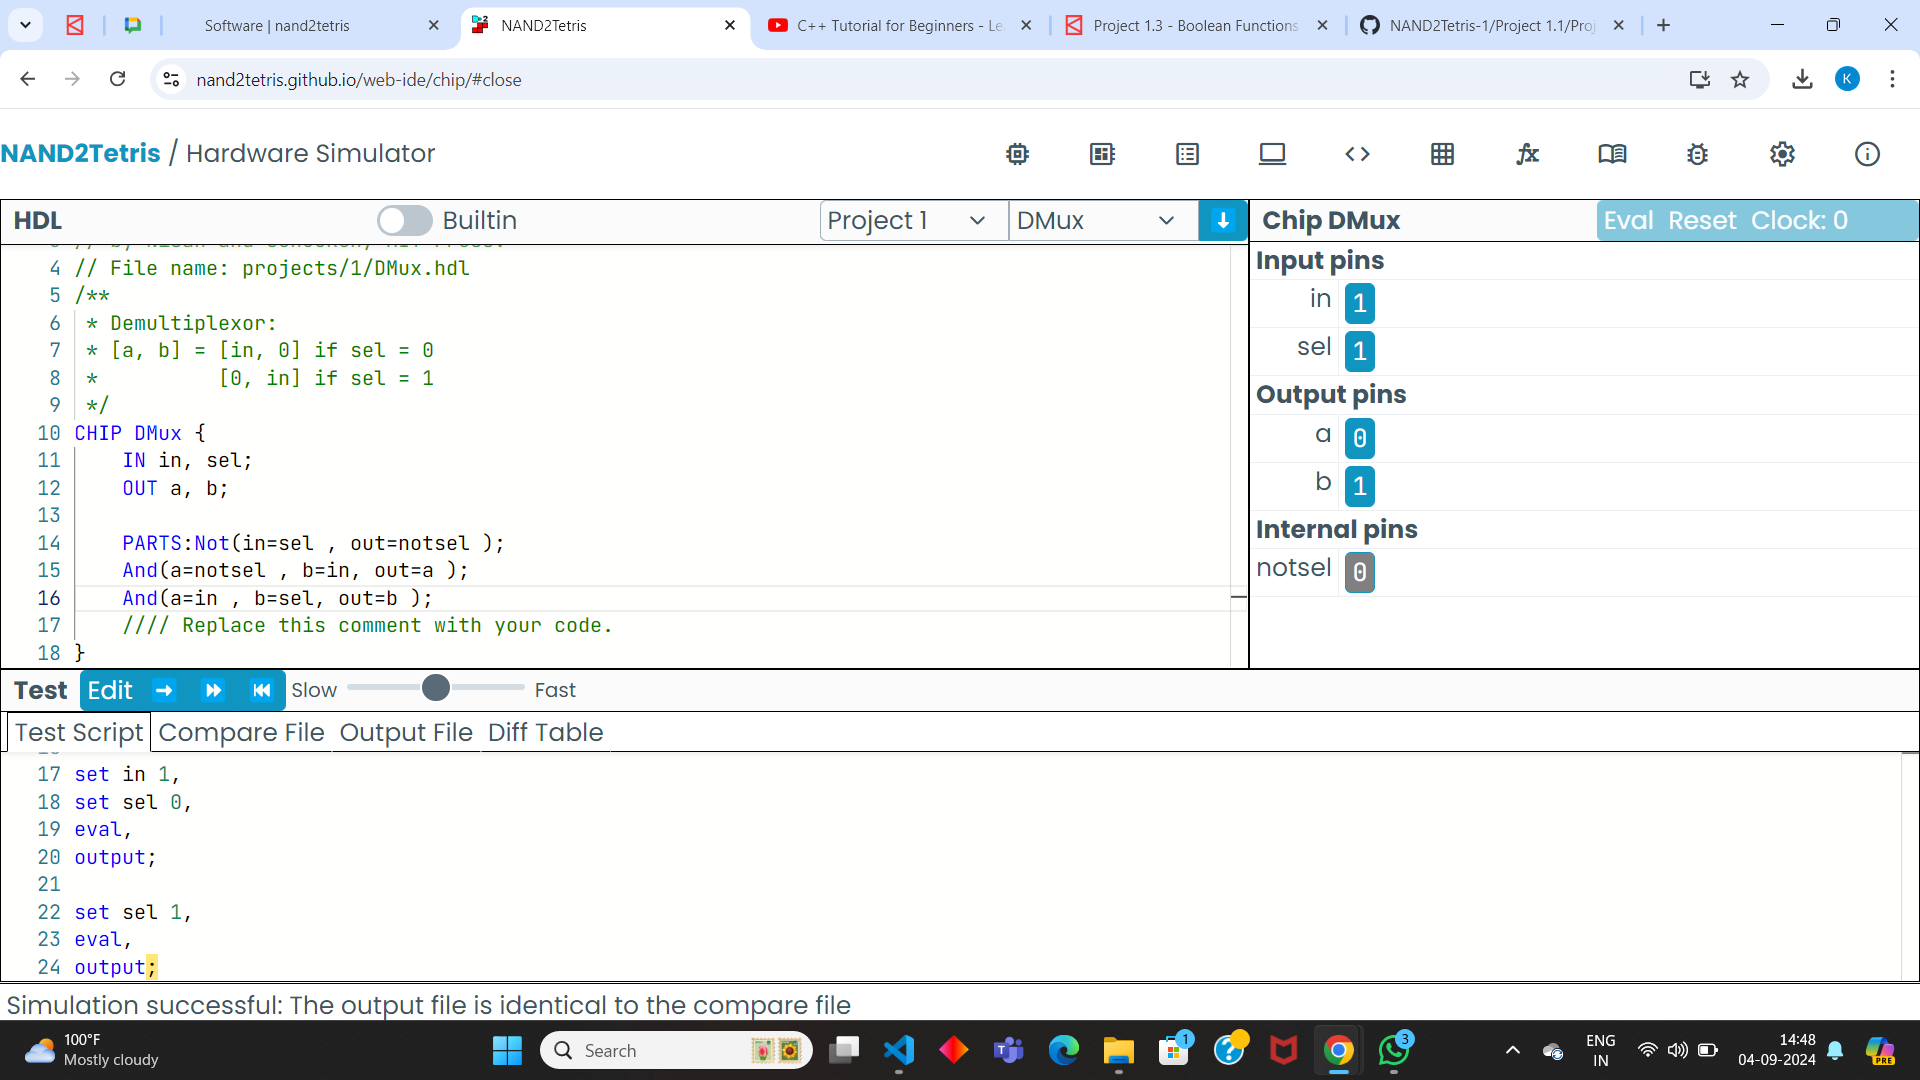 Software | nand2tetris
NAND2Tetris
C++ Tutorial for Beginners - Le
Project 1.3 - Boolean Functions
NAND2Tetris-1/Project 1.1/Proj
nand2tetris.github.io/web-ide/chip/#close
K
NAND2Tetris / Hardware Simulator
HDL
Builtin
Project 1
DMux
Chip DMux
Eval Reset Clock: 0
4 // File name: projects/1/DMux.hdl
5 /**
6 * Demultiplexor:
7 * [a, b] = [in, 0] if sel = 0
8 * [0, in] if sel = 1
9 */
10 CHIP DMux {
11 IN in, sel;
12 OUT a, b;
13
14 PARTS:Not(in=sel , out=notsel );
15 And(a=notsel , b=in, out=a );
16 And(a=in , b=sel, out=b );
17 //// Replace this comment with your code.
18 }
Input pins
in 1
sel 1
Output pins
a 0
b 1
Internal pins
notsel 0
Test Edit Slow Fast
Test Script Compare File Output File Diff Table
17 set in 1,
18 set sel 0,
19 eval,
20 output;
21
22 set sel 1,
23 eval,
24 output;
Simulation successful: The output file is identical to the compare file
100°F
Mostly cloudy
Search
1
3
ENG
IN
14:48
04-09-2024
PRE